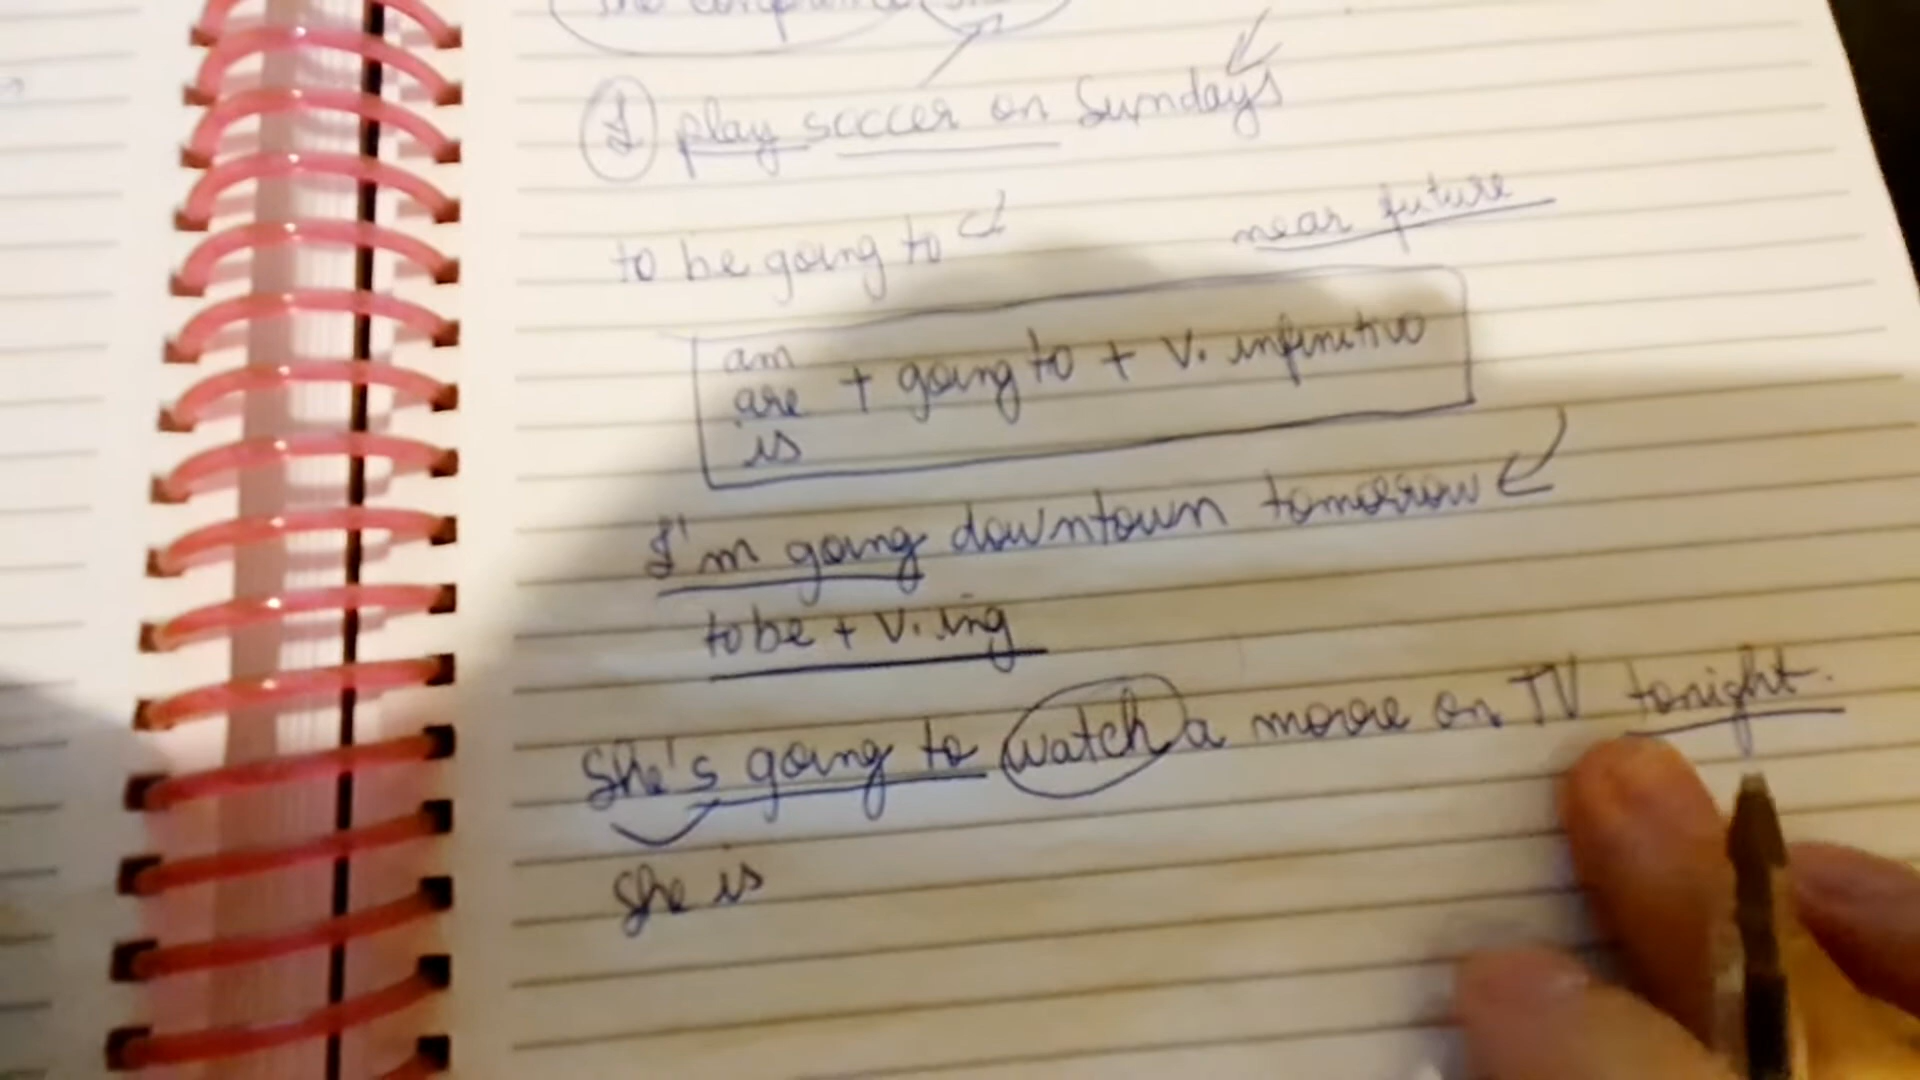 I play soccer on Sundays
to be going to
near future
am
are + going to + V. infinitivo
is
I'm going downtown tomorrow
to be + V. ing
She's going to watch a movie on TV tonight.
She is